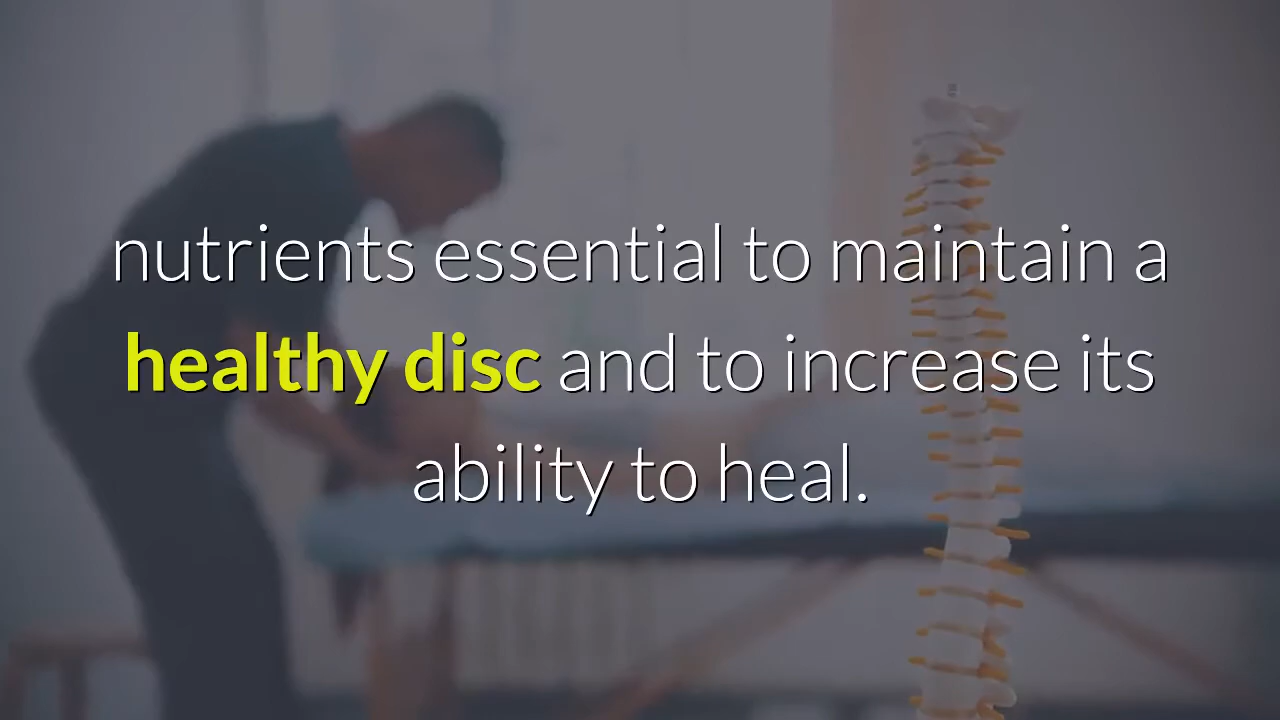 nutrients essential to maintain a
healthy disc and to increase its
ability to heal.